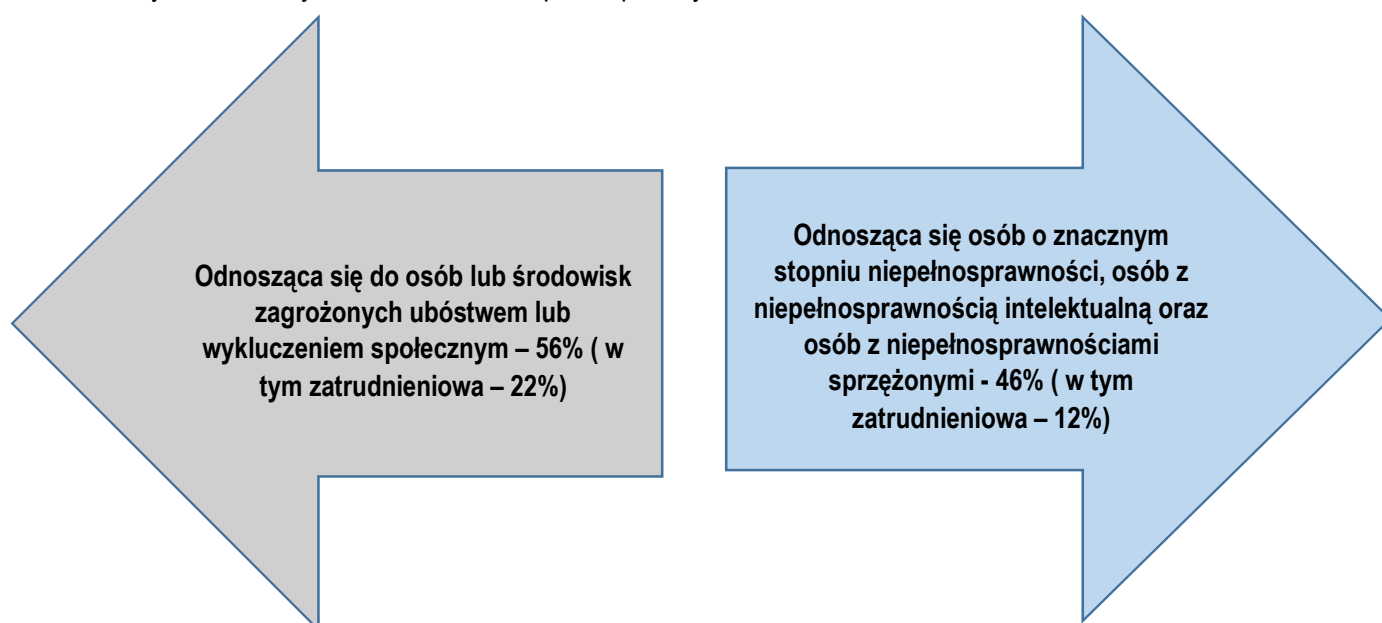 Odnosząca się do osób lub środowisk
zagrożonych ubóstwem lub
wykluczeniem społecznym – 56% ( w
tym zatrudnieniowa – 22%)
Odnosząca się osób o znacznym
stopniu niepełnosprawności, osób z
niepełnosprawnością intelektualną oraz
osób z niepełnosprawnościami
sprzężonymi - 46% ( w tym
zatrudnieniowa – 12%)